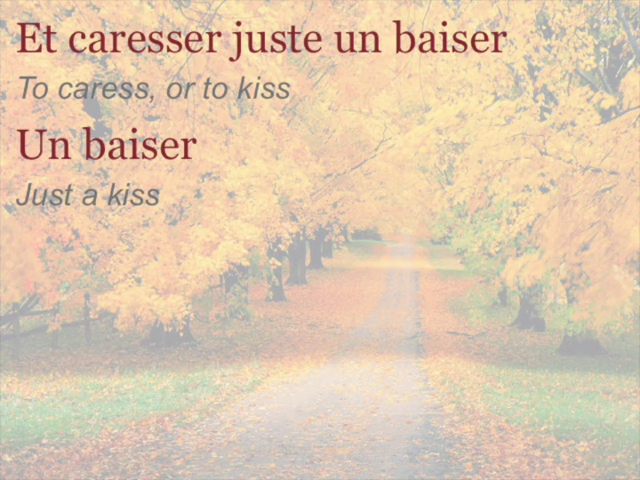 Et caresser juste un baiser
To caress, or to kiss
Un baiser
Just a kiss